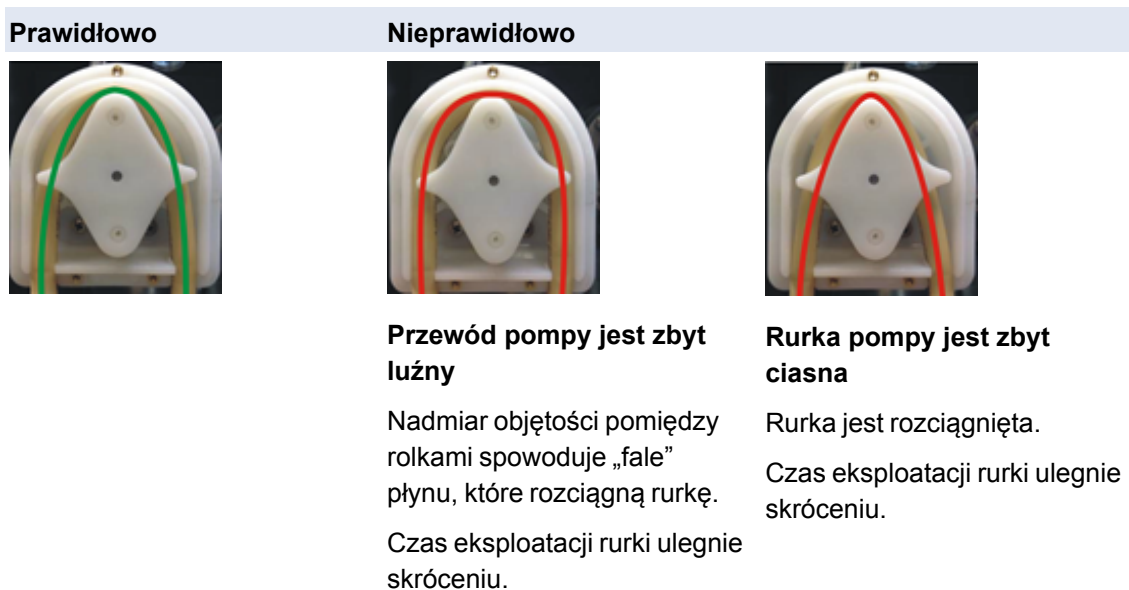 Prawidłowo
Nieprawidłowo
Przewód pompy jest zbyt
luźny
Nadmiar objętości pomiędzy
rolkami spowoduje „fale”
płynu, które rozciągną rurkę.
Czas eksploatacji rurki ulegnie
skróceniu.
Rurka pompy jest zbyt
ciasna
Rurka jest rozciągnięta.
Czas eksploatacji rurki ulegnie
skróceniu.